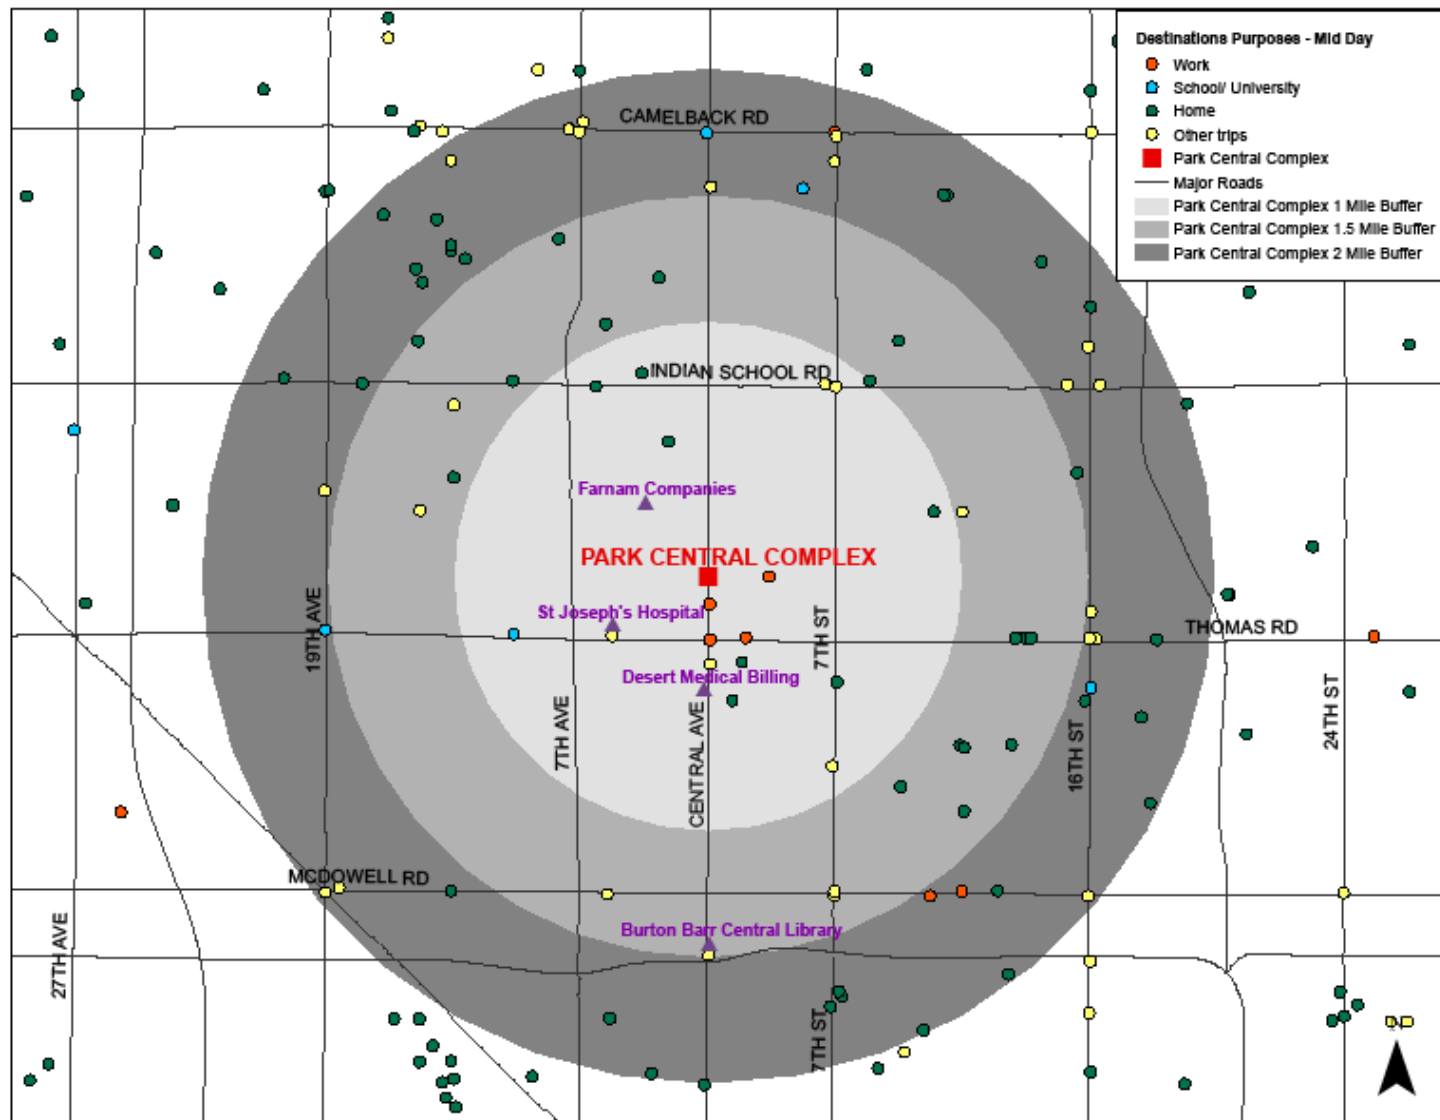 Destinations Purposes - Mid Day
Work
School/ University
Home
Other trips
Park Central Complex
Major Roads
Park Central Complex 1 Mile Buffer
Park Central Complex 1.5 Mile Buffer
Park Central Complex 2 Mile Buffer
CAMELBACK RD
INDIAN SCHOOL RD
Farnam Companies
PARK CENTRAL COMPLEX
St Joseph's Hospital
19TH AVE
7TH ST
THOMAS RD
Desert Medical Billing
7TH AVE
CENTRAL AVE
16TH ST
24TH ST
MCDOWELL RD
Burton Barr Central Library
27TH AVE
7TH ST